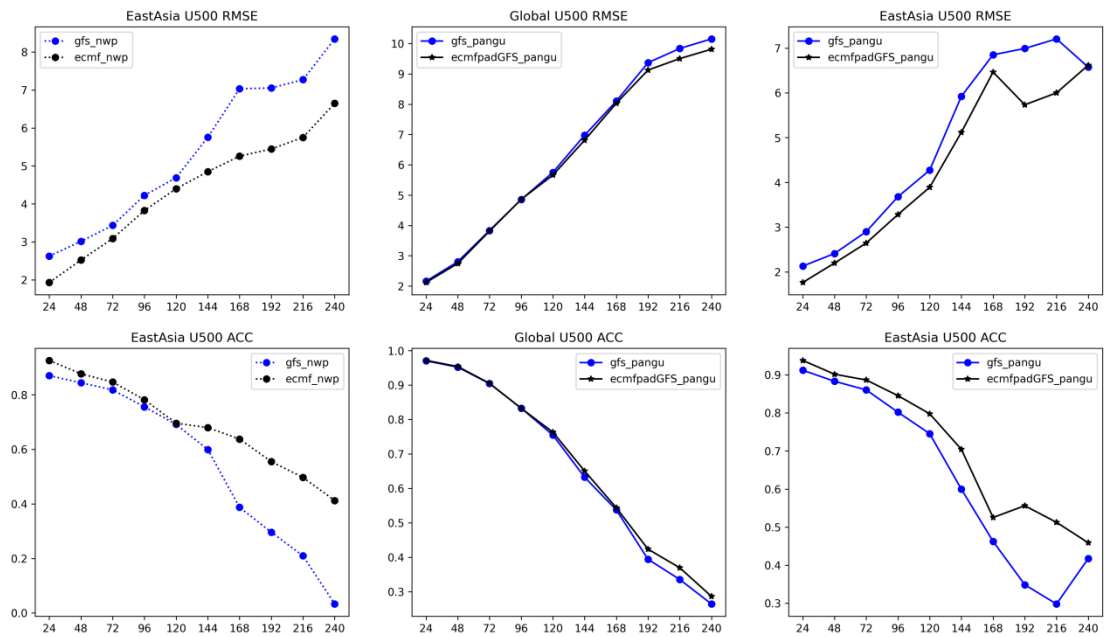 EastAsia U500 RMSE
gfs_nwp
ecmf_nwp
8
7
6
5
4
3
2
24 48 72 96 120 144 168 192 216 240
Global U500 RMSE
gfs_pangu
ecmfpadGFS_pangu
10
9
8
7
6
5
4
3
2
24 48 72 96 120 144 168 192 216 240
EastAsia U500 RMSE
gfs_pangu
ecmfpadGFS_pangu
7
6
5
4
3
2
24 48 72 96 120 144 168 192 216 240
EastAsia U500 ACC
gfs_nwp
ecmf_nwp
0.8
0.6
0.4
0.2
0.0
24 48 72 96 120 144 168 192 216 240
Global U500 ACC
gfs_pangu
ecmfpadGFS_pangu
1.0
0.9
0.8
0.7
0.6
0.5
0.4
0.3
24 48 72 96 120 144 168 192 216 240
EastAsia U500 ACC
gfs_pangu
ecmfpadGFS_pangu
0.9
0.8
0.7
0.6
0.5
0.4
0.3
24 48 72 96 120 144 168 192 216 240